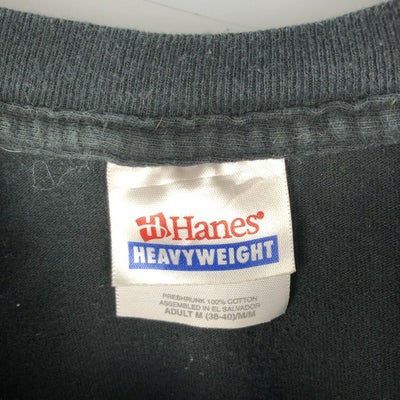 Hanes®
HEAVYWEIGHT
PRESHRUNK 100% COTTON
ASSEMBLED IN EL SALVADOR
ADULT M (38-40)/M/M